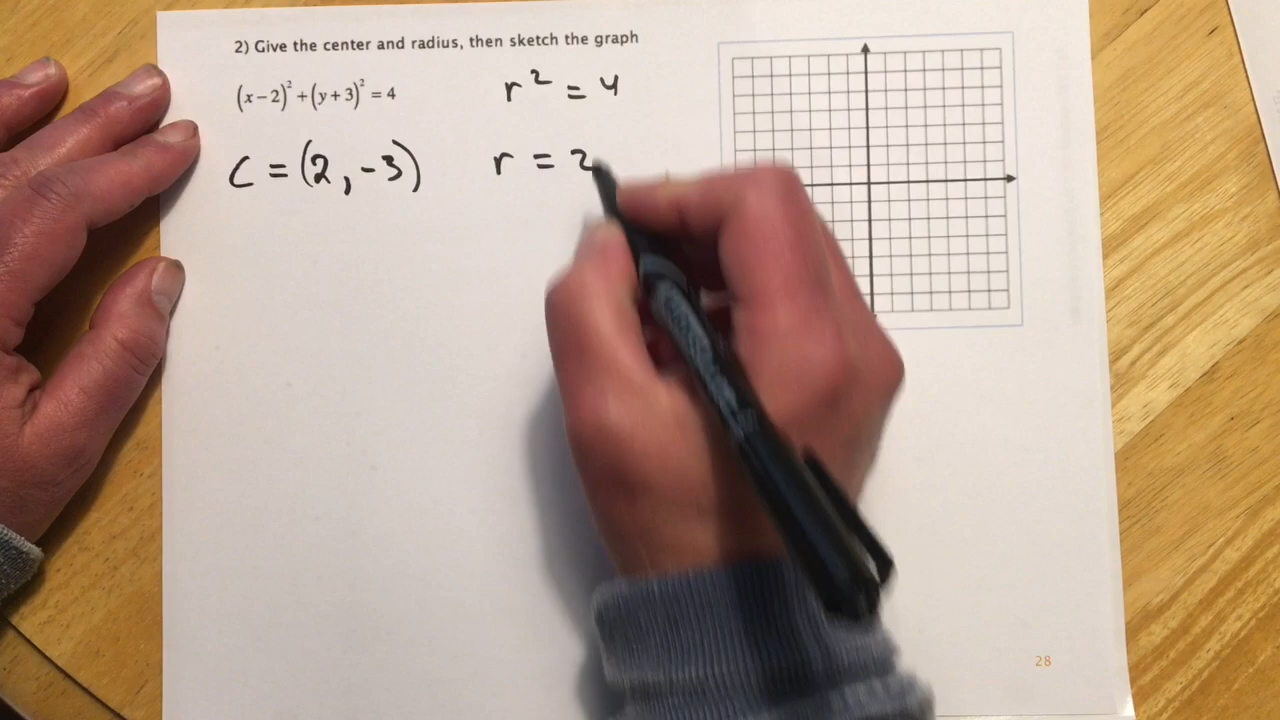 2) Give the center and radius, then sketch the graph
(x−2)² + (y+3)² = 4
r² = 4
C = (2, -3)
r = 2
28